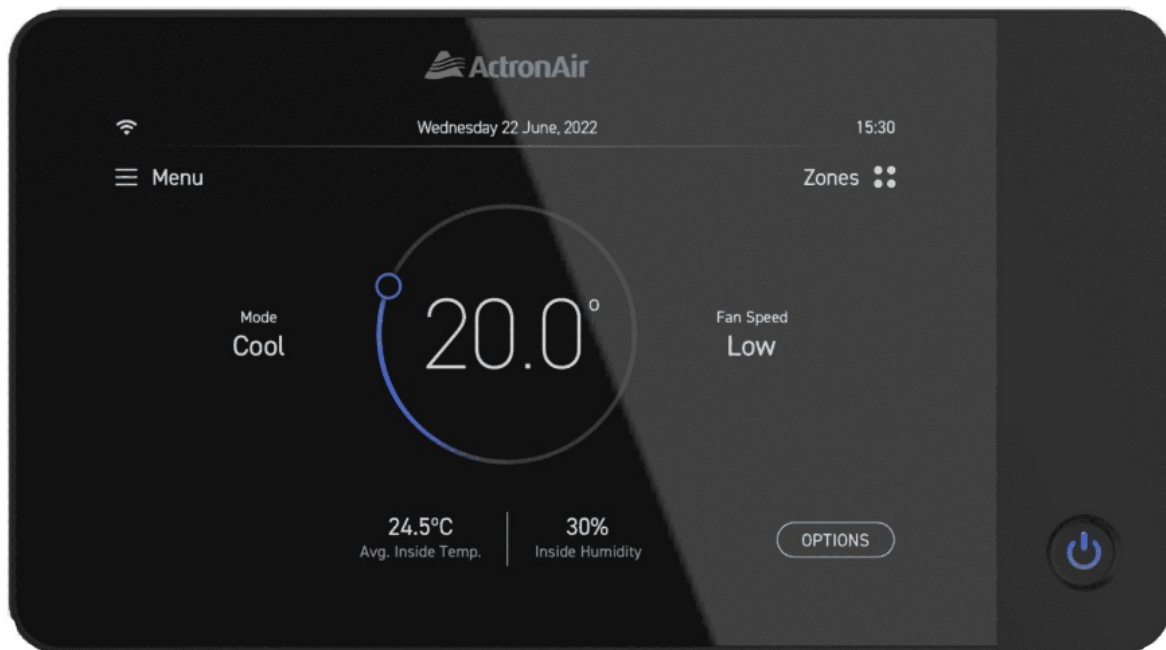 ActronAir
Wednesday 22 June, 2022
15:30
Menu
Zones
Mode
Cool
20.0°
Fan Speed
Low
24.5°C
Avg. Inside Temp.
30%
Inside Humidity
OPTIONS